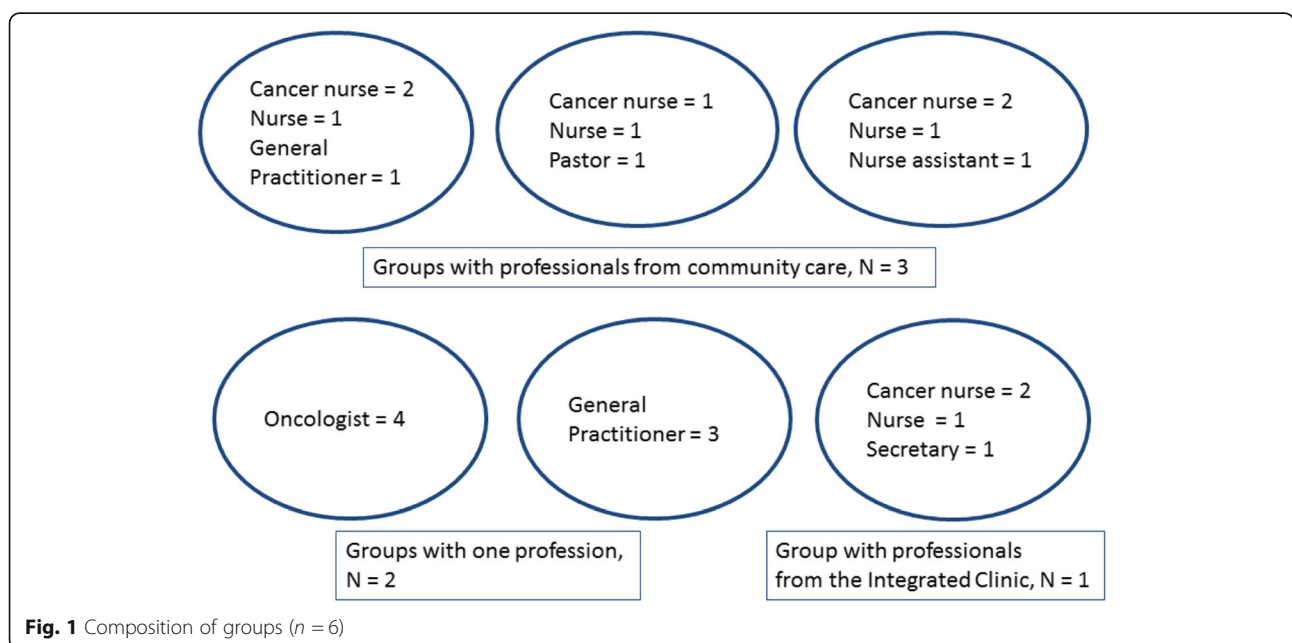 Cancer nurse = 2
Nurse = 1
General
Practitioner = 1
Cancer nurse = 1
Nurse = 1
Pastor = 1
Cancer nurse = 2
Nurse = 1
Nurse assistant = 1
Groups with professionals from community care, N = 3
Oncologist = 4
General
Practitioner = 3
Cancer nurse = 2
Nurse = 1
Secretary = 1
Groups with one profession,
N = 2
Group with professionals
from the Integrated Clinic, N = 1
Fig. 1 Composition of groups (n = 6)